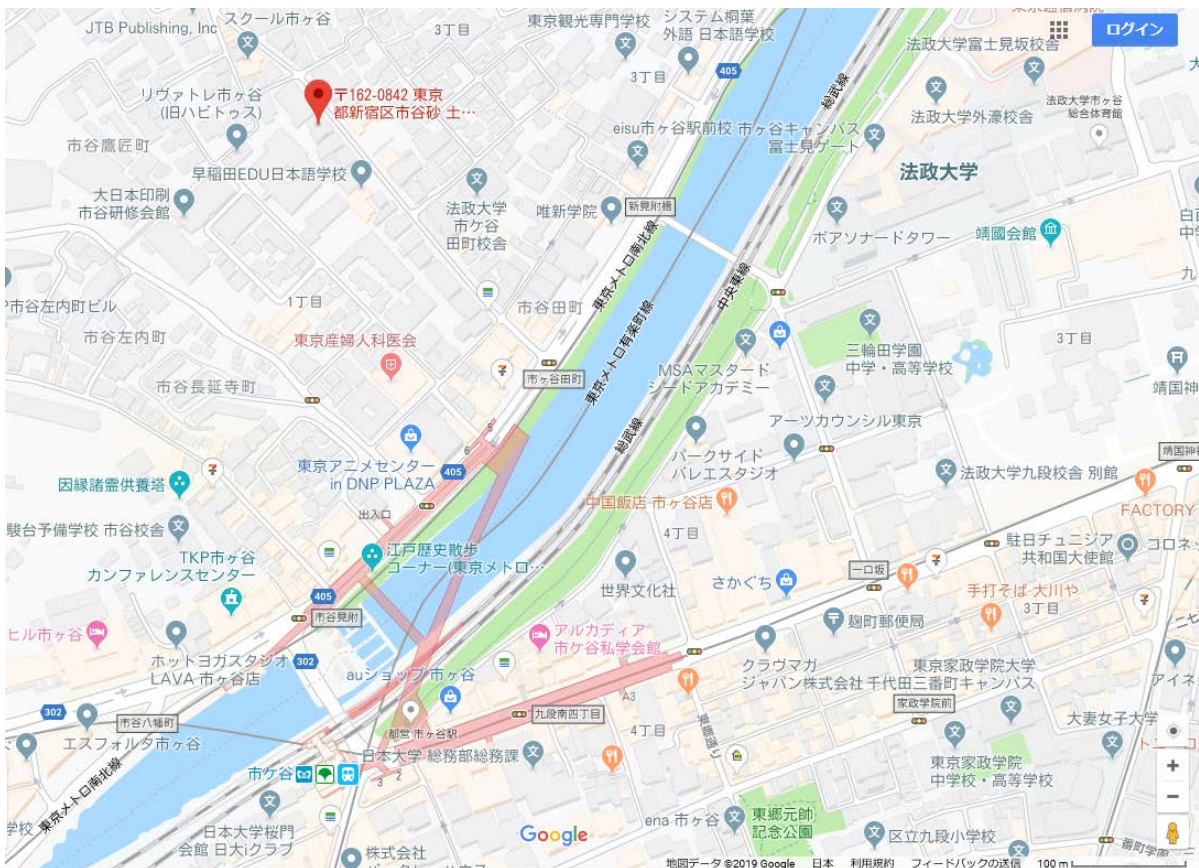 JTB Publishing, Inc
スクール市ヶ谷
3丁目
東京観光専門学校
システム桐葉
外語 日本語学校
3丁目
405
総武線
法政大学富士見坂校舎
ログイン
リヴァトレ市ヶ谷
(旧ハビトゥス)
〒162-0842 東京
都新宿区市谷砂 土…
eisu市ヶ谷駅前校
市ヶ谷キャンパス
富士見ゲート
法政大学外濠校舎
法政大学市ヶ谷
総合体育館
市谷鷹匠町
早稲田EDU日本語学校
法政大学
大日本印刷
市谷研修会館
法政大学
市ケ谷
田町校舎
唯新学院
新見附橋
東京メトロ南北線
ボアソナードタワー
靖國会館
中央東線
市谷左内町ビル
1丁目
市谷田町
東京メトロ有楽町線
市谷左内町
東京産婦人科医会
三輪田学園
中学・高等学校
3丁目
靖国神
市谷長延寺町
市ヶ谷田町
MSAマスタード
シードアカデミー
アーツカウンシル東京
総武線
5
6
東京アニメセンター
in DNP PLAZA
405
パークサイド
バレエスタジオ
法政大学九段校舎 別館
靖国神
因縁諸霊供養塔
中国飯店 市ヶ谷店
FACTORY
出入口
駿台予備学校 市谷校舎
4丁目
駐日チュニジア
共和国大使館
コロネッ
TKP市ヶ谷
カンファレンスセンター
江戸歴史散歩
コーナー(東京メトロ…
世界文化社
さかぐち
一口坂
手打そば 大川や
3丁目
405
市谷見附
麹町郵便局
ヒル市ヶ谷
アルカディア
市ケ谷私学会館
ホットヨガスタジオ
LAVA 市ヶ谷店
302
auショップ 市ヶ谷
クラヴマガ
ジャパン株式会社
東京家政学院大学
千代田三番町キャンパス
アイネ
A3
302
市谷八幡町
九段南四丁目
家政学院前
大妻女子大学
エスフォルタ市ヶ谷
都営 市ヶ谷駅
日本大学 総務部総務課
4丁目
東郷通り
市ケ谷
3
2
東京家政学院
中学校・高等学校
東京メトロ南北線
学校
日本大学桜門
会館 日大iクラブ
Google
ena 市ヶ谷
東郷元帥
記念公園
区立九段小学校
株式会社
地図データ ©2019 Google
日本
利用規約
フィードバックの送信
100 m